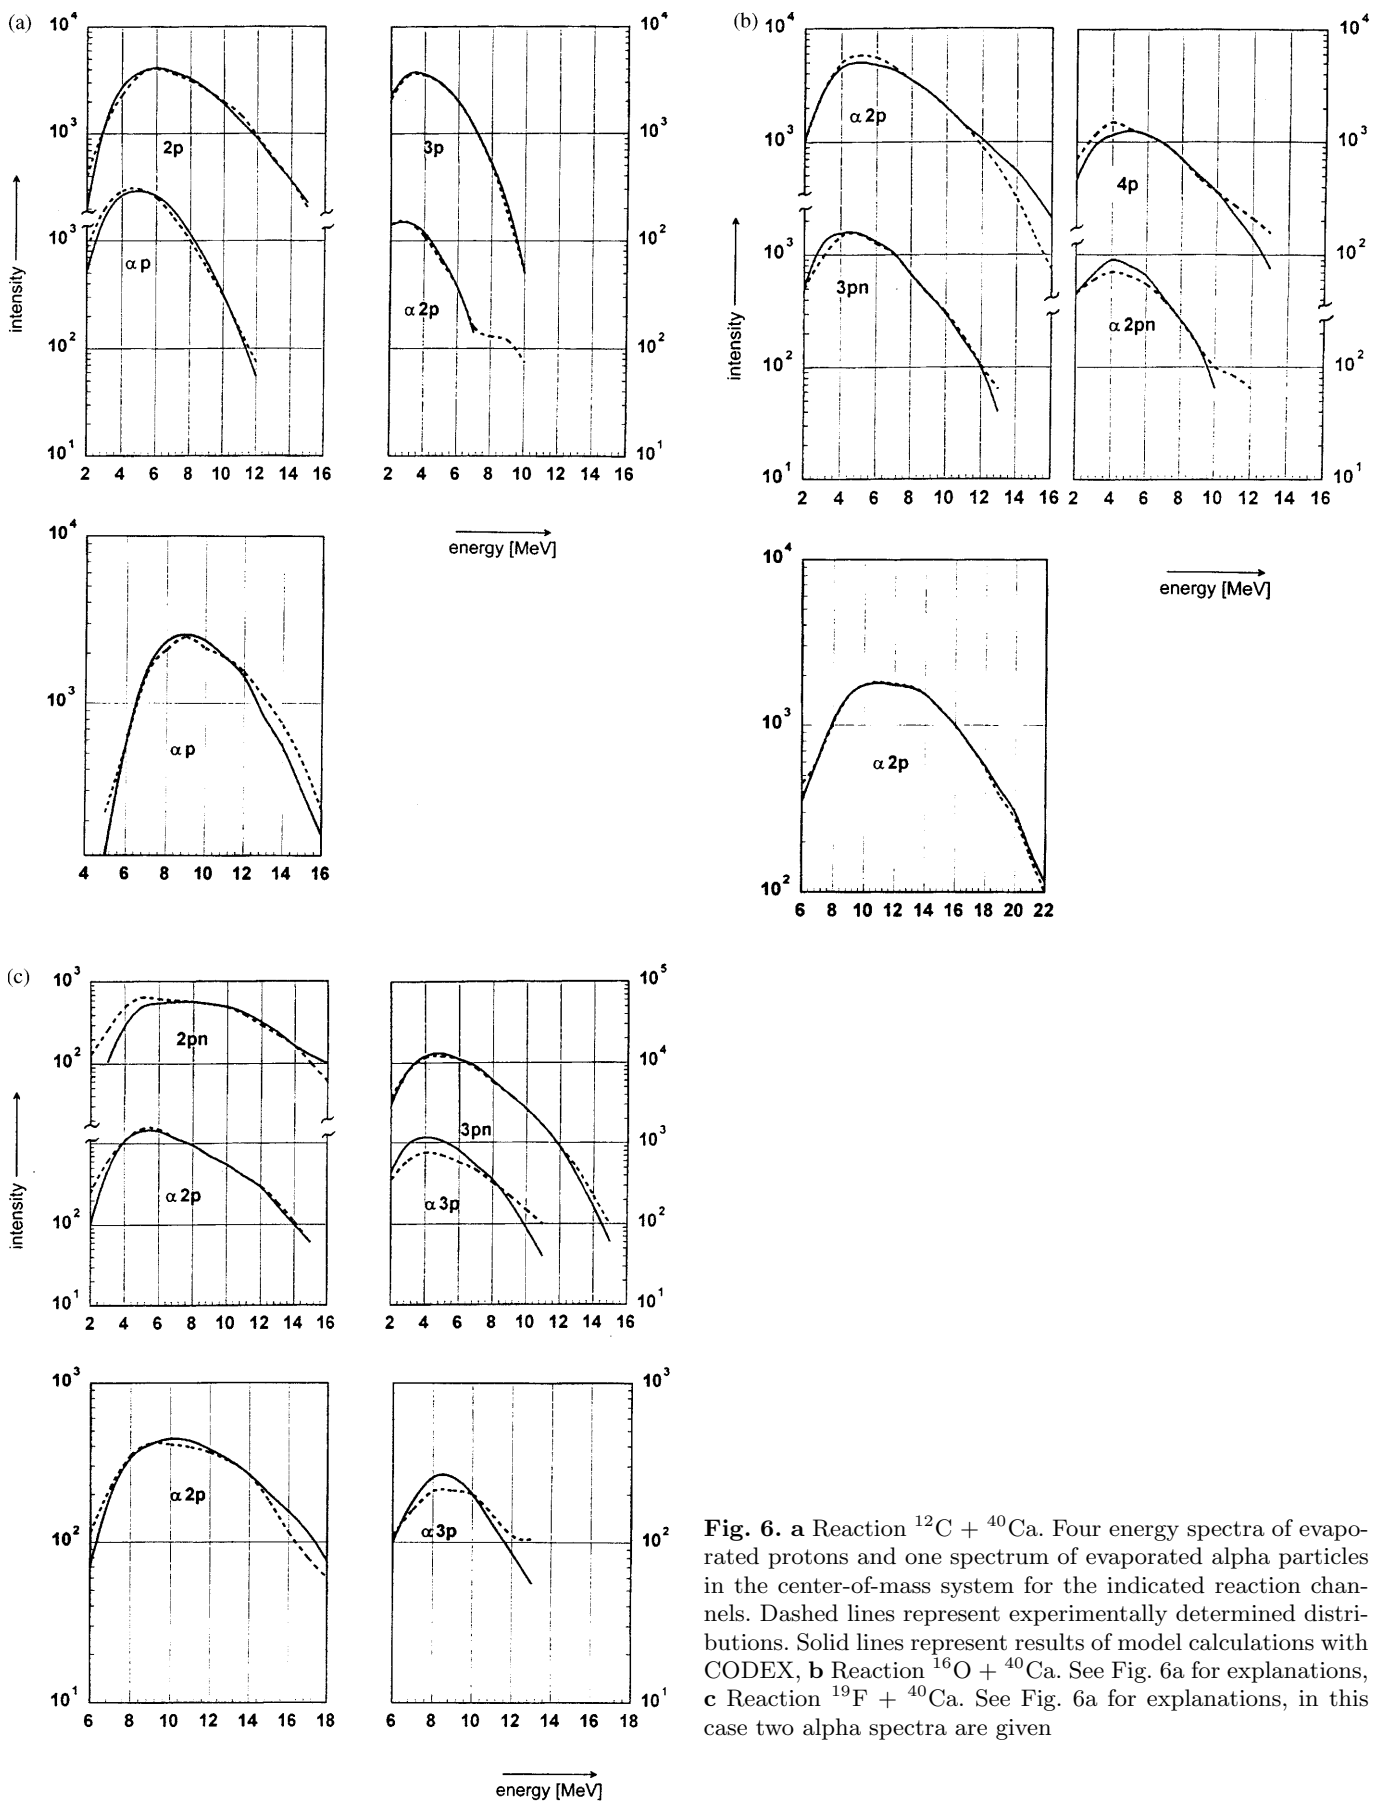 (a)
10⁴
10³
10³
10²
10¹
2p
α p
2 4 6 8 10 12 14 16
intensity
10⁴
10³
10²
10²
10¹
3p
α 2p
2 4 6 8 10 12 14 16
energy [MeV]
10⁴
10³
α p
4 6 8 10 12 14 16
(b)
10⁴
10³
10³
10²
10¹
α 2p
3pn
2 4 6 8 10 12 14 16
intensity
10⁴
10³
10²
10²
10¹
4p
α 2pn
2 4 6 8 10 12 14 16
energy [MeV]
10⁴
10³
10²
α 2p
6 8 10 12 14 16 18 20 22
(c)
10³
10²
10²
10¹
2pn
α 2p
2 4 6 8 10 12 14 16
intensity
10⁵
10⁴
10³
10²
10¹
3pn
α 3p
2 4 6 8 10 12 14 16
10³
10²
10¹
α 2p
6 8 10 12 14 16 18
10³
10²
10¹
α 3p
6 8 10 12 14 16 18
energy [MeV]
Fig. 6. a Reaction ¹²C + ⁴⁰Ca. Four energy spectra of evapo-
rated protons and one spectrum of evaporated alpha particles
in the center-of-mass system for the indicated reaction chan-
nels. Dashed lines represent experimentally determined distri-
butions. Solid lines represent results of model calculations with
CODEX, b Reaction ¹⁶O + ⁴⁰Ca. See Fig. 6a for explanations,
c Reaction ¹⁹F + ⁴⁰Ca. See Fig. 6a for explanations, in this
case two alpha spectra are given